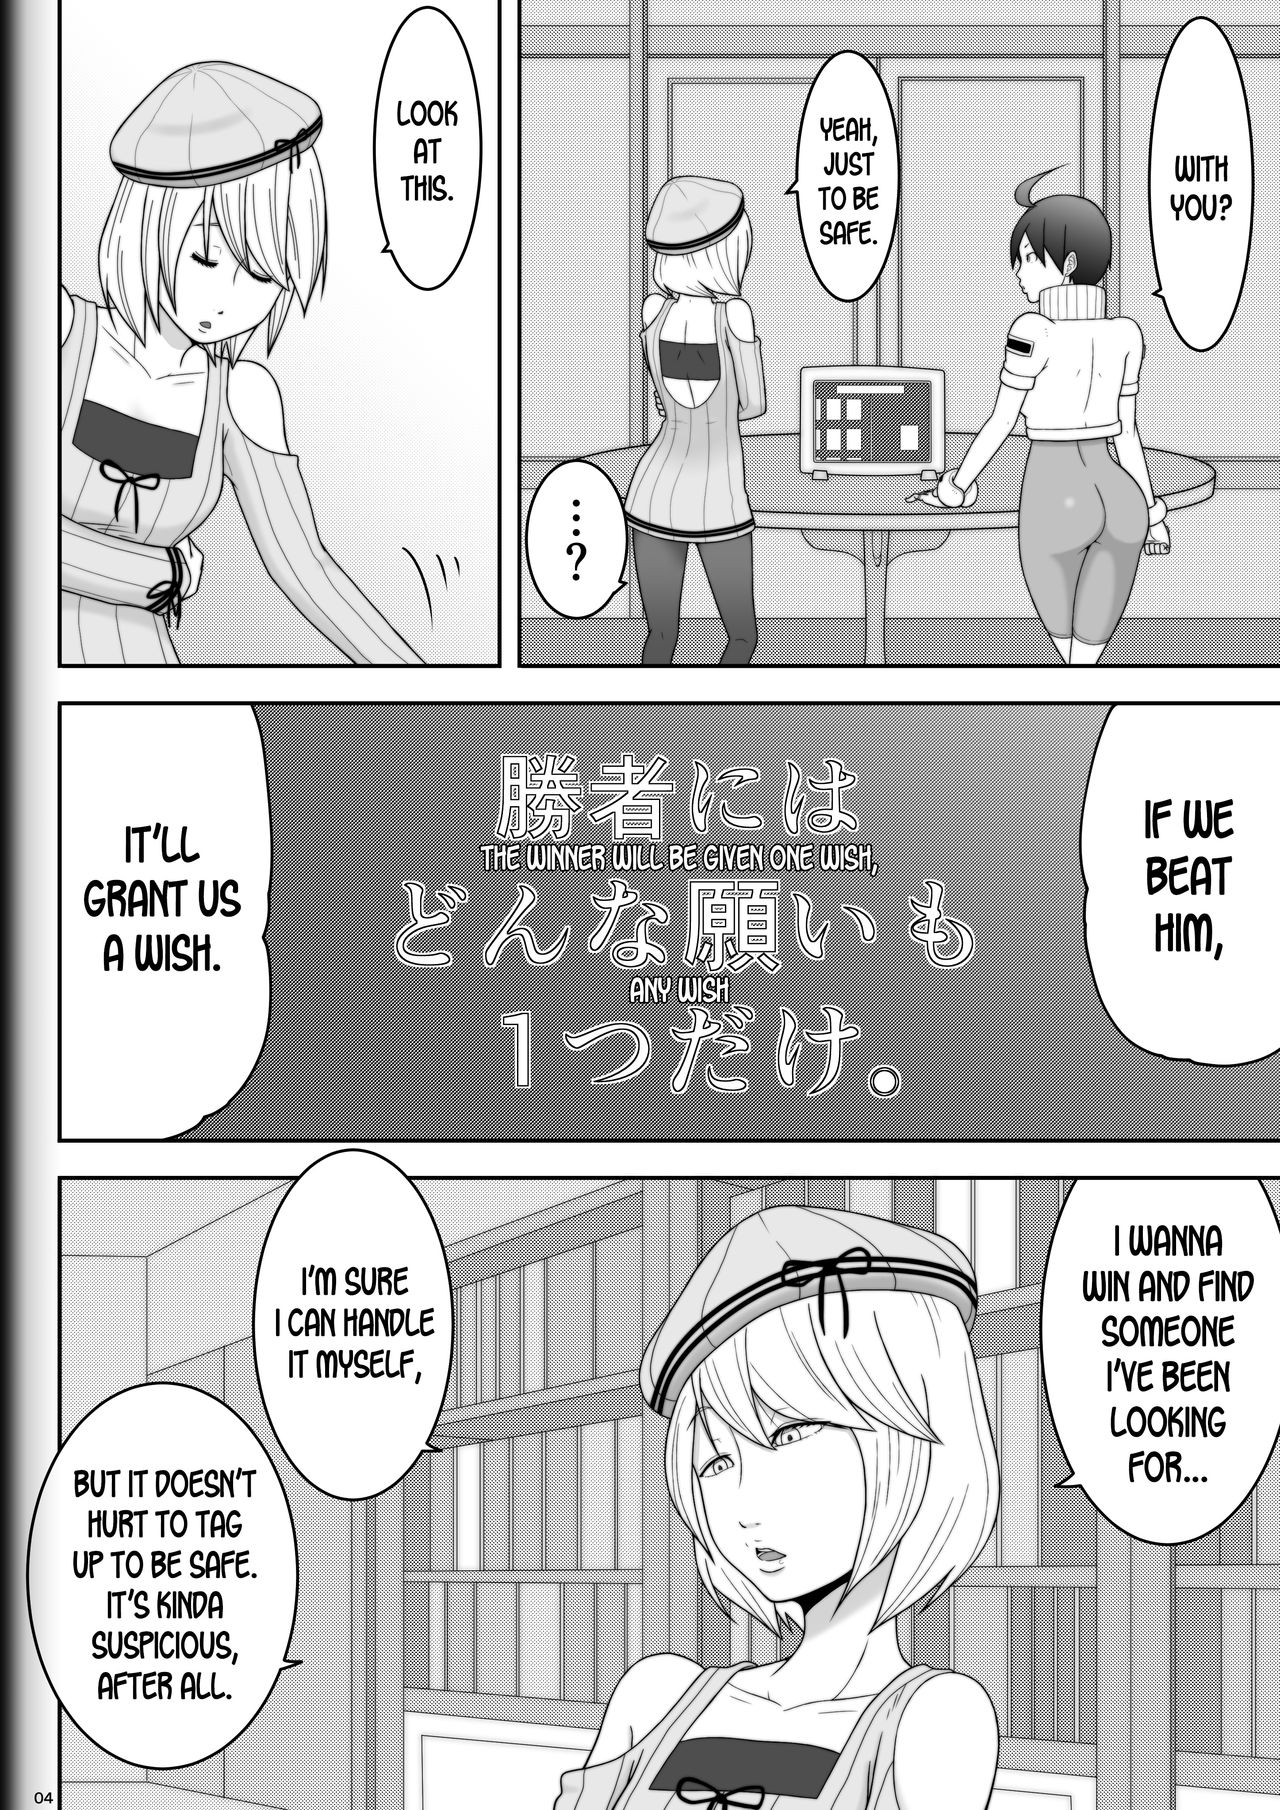 WITH
YOU?
YEAH,
JUST
TO BE
SAFE.
…?
LOOK
AT
THIS.
IF WE
BEAT
HIM,
勝者には
THE WINNER WILL BE GIVEN ONE WISH,
どんな願いも
ANY WISH
1つだけ。
IT'LL
GRANT US
A WISH.
I WANNA
WIN AND FIND
SOMEONE
I'VE BEEN
LOOKING
FOR...
I'M SURE
I CAN HANDLE
IT MYSELF,
BUT IT DOESN'T
HURT TO TAG
UP TO BE SAFE.
IT'S KINDA
SUSPICIOUS,
AFTER ALL.
04